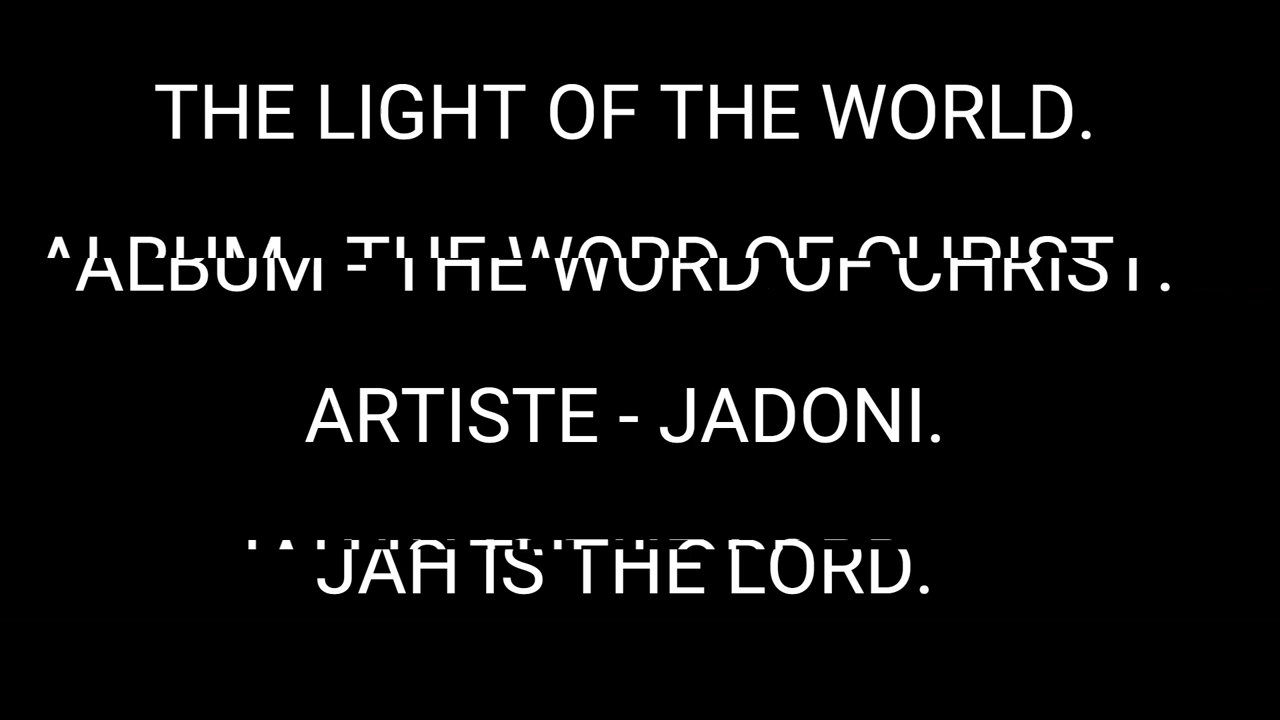 THE LIGHT OF THE WORLD.
ALBUM - THE WORD OF CHRIST.
ARTISTE - JADONI.
JAH IS THE LORD.